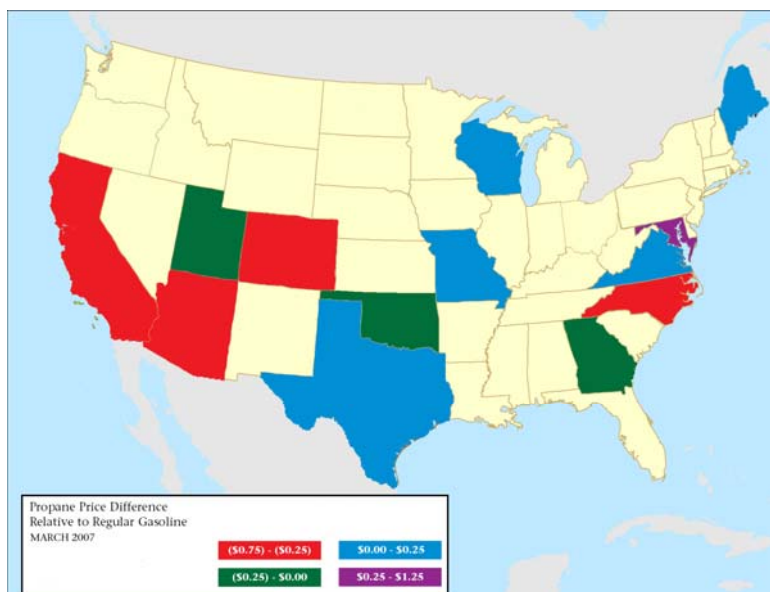 Propane Price Difference
Relative to Regular Gasoline
MARCH 2007
($0.75) - ($0.25)
$0.00 - $0.25
($0.25) - $0.00
$0.25 - $1.25